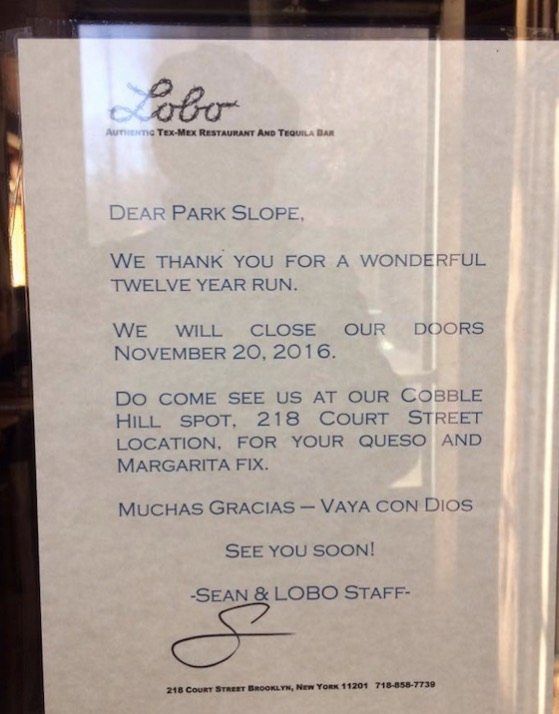 Lobo
AUTHENTIC TEX-MEX RESTAURANT AND TEQUILA BAR
DEAR PARK SLOPE,
WE THANK YOU FOR A WONDERFUL
TWELVE YEAR RUN.
WE WILL CLOSE OUR DOORS
NOVEMBER 20, 2016.
DO COME SEE US AT OUR COBBLE
HILL SPOT, 218 COURT STREET
LOCATION, FOR YOUR QUESO AND
MARGARITA FIX.
MUCHAS GRACIAS – VAYA CON DIOS
SEE YOU SOON!
-SEAN & LOBO STAFF-
218 COURT STREET BROOKLYN, NEW YORK 11201 718-858-7739